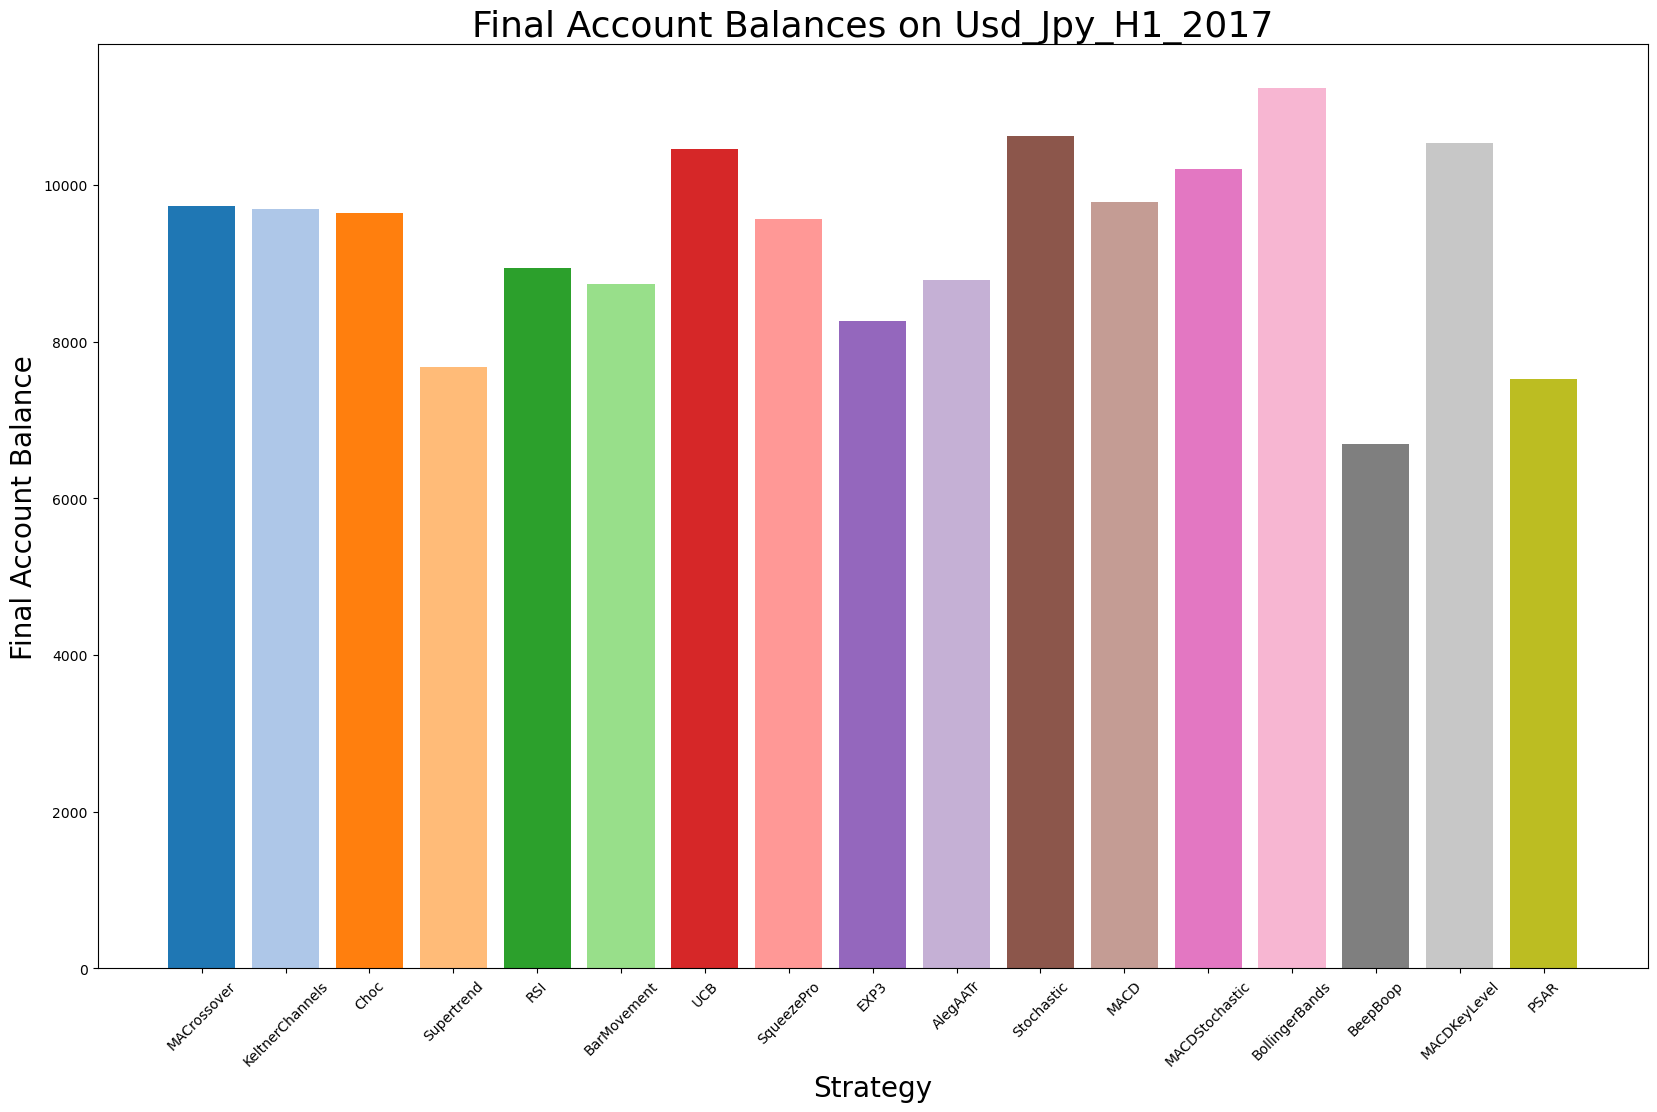 Final Account Balances on Usd_Jpy_H1_2017
Final Account Balance
10000
8000
6000
4000
2000
0
MACrossover
KeltnerChannels
Choc
Supertrend
RSI
BarMovement
UCB
SqueezePro
EXP3
AlegAATr
Stochastic
MACD
MACDStochastic
BollingerBands
BeepBoop
MACDKeyLevel
PSAR
Strategy